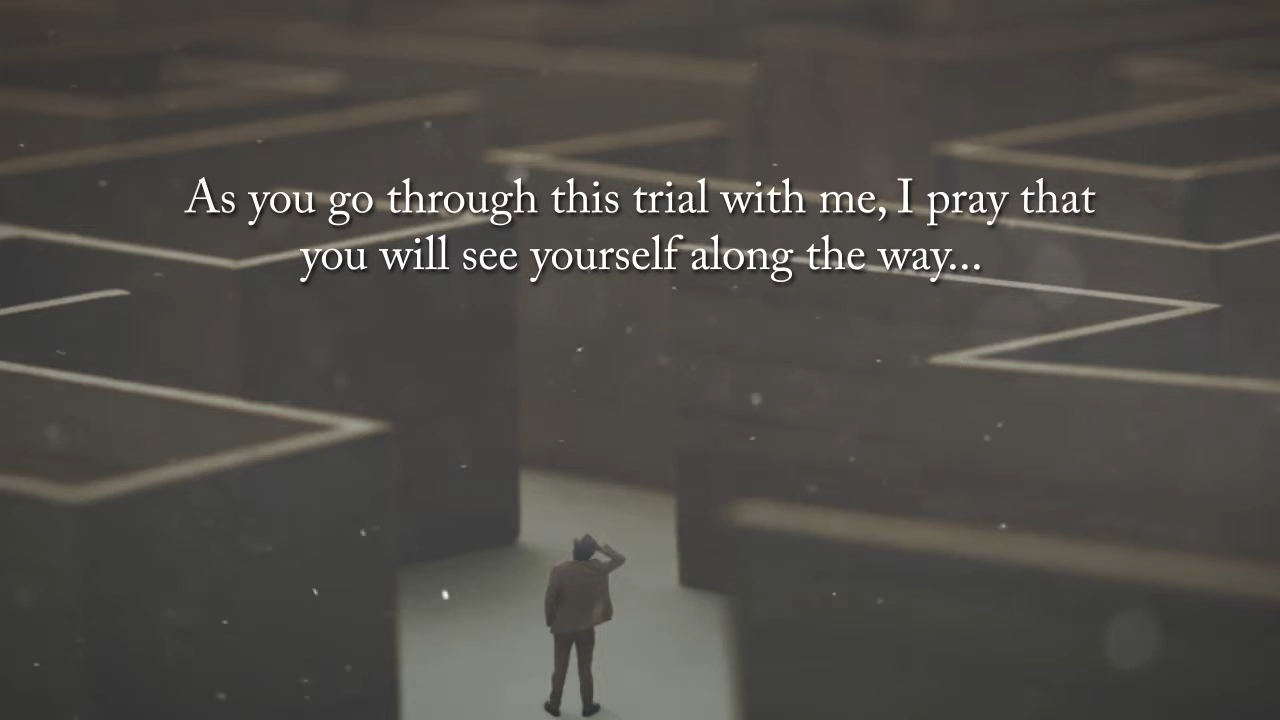 As you go through this trial with me, I pray that
you will see yourself along the way...